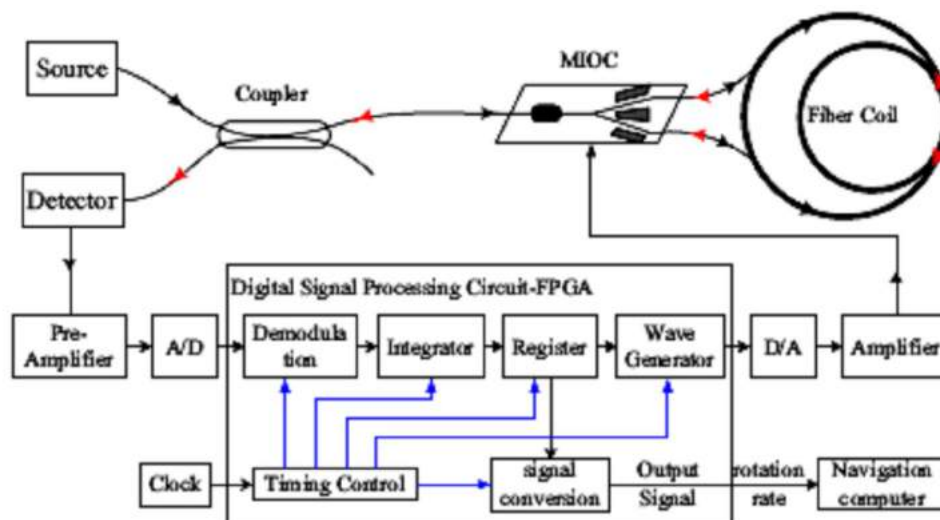 MIOC
Source
Coupler
Fiber Coil
Detector
Digital Signal Processing Circuit-FPGA
Pre-
Amplifier
A/D
Demodula
tion
Integrator
Register
Wave
Generator
D/A
Amplifier
Clock
Timing Control
signal
conversion
Output
Signal
rotation
rate
Navigation
computer